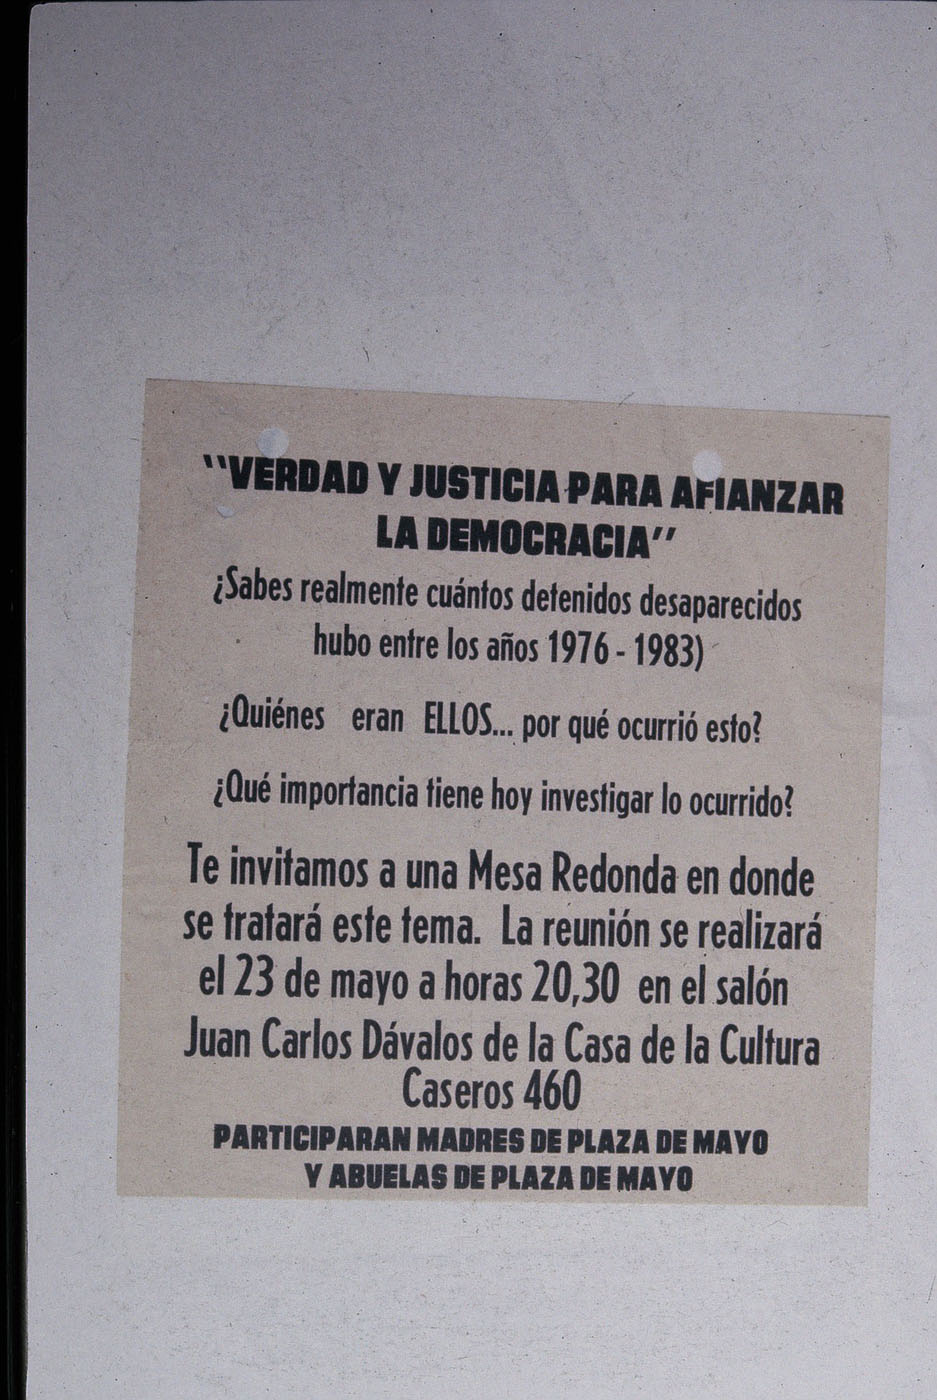 "VERDAD Y JUSTICIA PARA AFIANZAR
LA DEMOCRACIA"
¿Sabes realmente cuántos detenidos desaparecidos
hubo entre los años 1976 - 1983)
¿Quiénes eran ELLOS... por qué ocurrió esto?
¿Qué importancia tiene hoy investigar lo ocurrido?
Te invitamos a una Mesa Redonda en donde
se tratará este tema. La reunión se realizará
el 23 de mayo a horas 20,30 en el salón
Juan Carlos Dávalos de la Casa de la Cultura
Caseros 460
PARTICIPARAN MADRES DE PLAZA DE MAYO
Y ABUELAS DE PLAZA DE MAYO